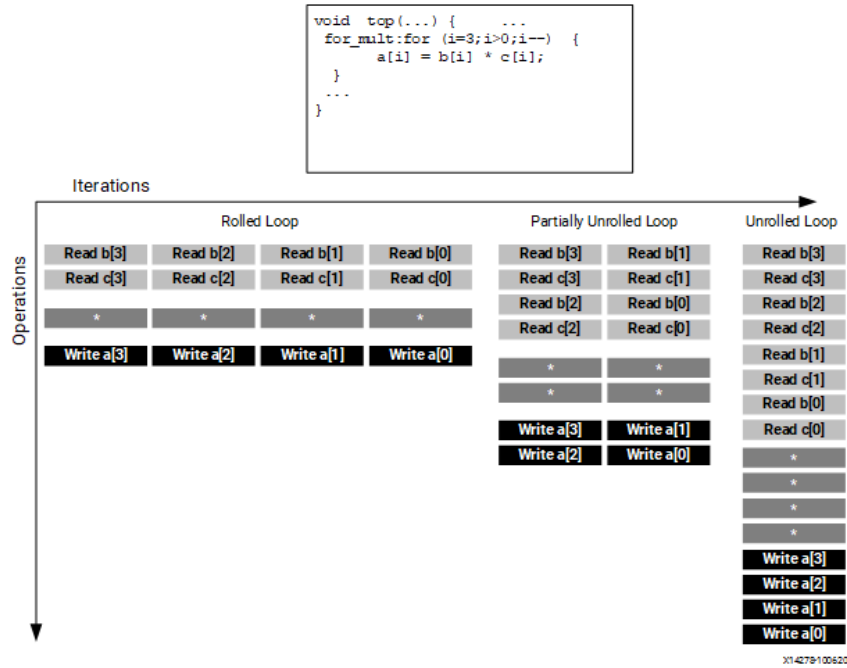 void top(...) { ...
for_mult:for (i=3;i>0;i--) {
a[i] = b[i] * c[i];
}
...
}
Iterations
Operations
Rolled Loop Partially Unrolled Loop Unrolled Loop
Read b[3] Read b[2] Read b[1] Read b[0] Read b[3] Read b[1] Read b[3]
Read c[3] Read c[2] Read c[1] Read c[0] Read c[3] Read c[1] Read c[3]
Read b[2] Read b[0] Read b[2]
* * * * Read c[2] Read c[0] Read c[2]
Write a[3] Write a[2] Write a[1] Write a[0] Read b[1]
* * Read c[1]
* * Read b[0]
Write a[3] Write a[1] Read c[0]
Write a[2] Write a[0] *
*
*
*
Write a[3]
Write a[2]
Write a[1]
Write a[0]
X14278-100620